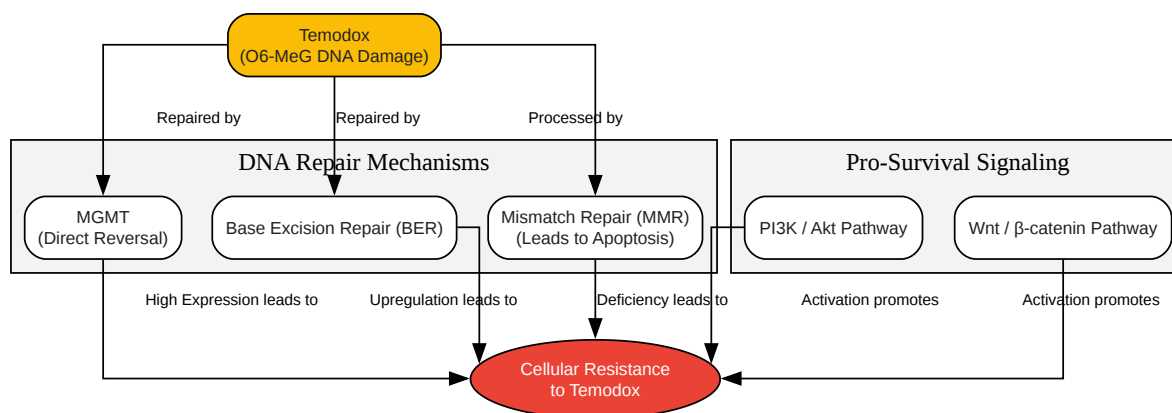 Temodox
(O6-MeG DNA Damage)
Repaired by
Repaired by
Processed by
DNA Repair Mechanisms
Pro-Survival Signaling
MGMT
(Direct Reversal)
Base Excision Repair (BER)
Mismatch Repair (MMR)
(Leads to Apoptosis)
PI3K / Akt Pathway
Wnt / β-catenin Pathway
High Expression leads to
Upregulation leads to
Deficiency leads to
Activation promotes
Activation promotes
Cellular Resistance
to Temodox